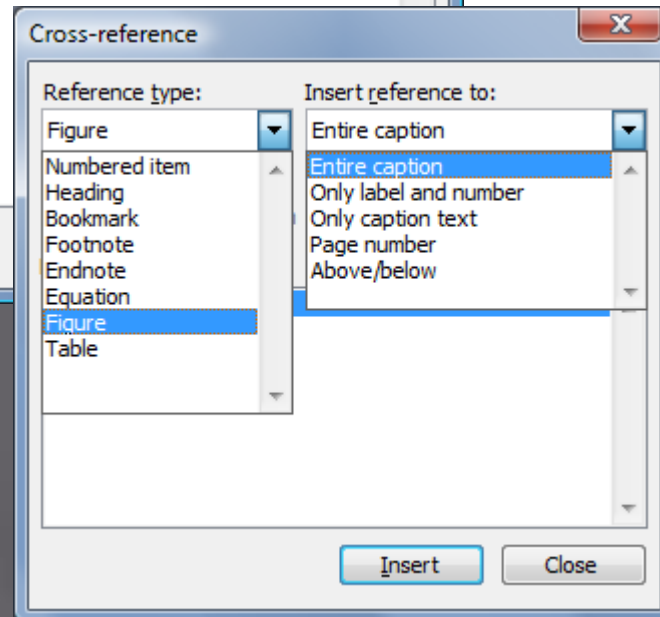 Cross-reference
Reference type:
Insert reference to:
Figure
Entire caption
Numbered item
Heading
Bookmark
Footnote
Endnote
Equation
Figure
Table
Entire caption
Only label and number
Only caption text
Page number
Above/below
Insert
Close